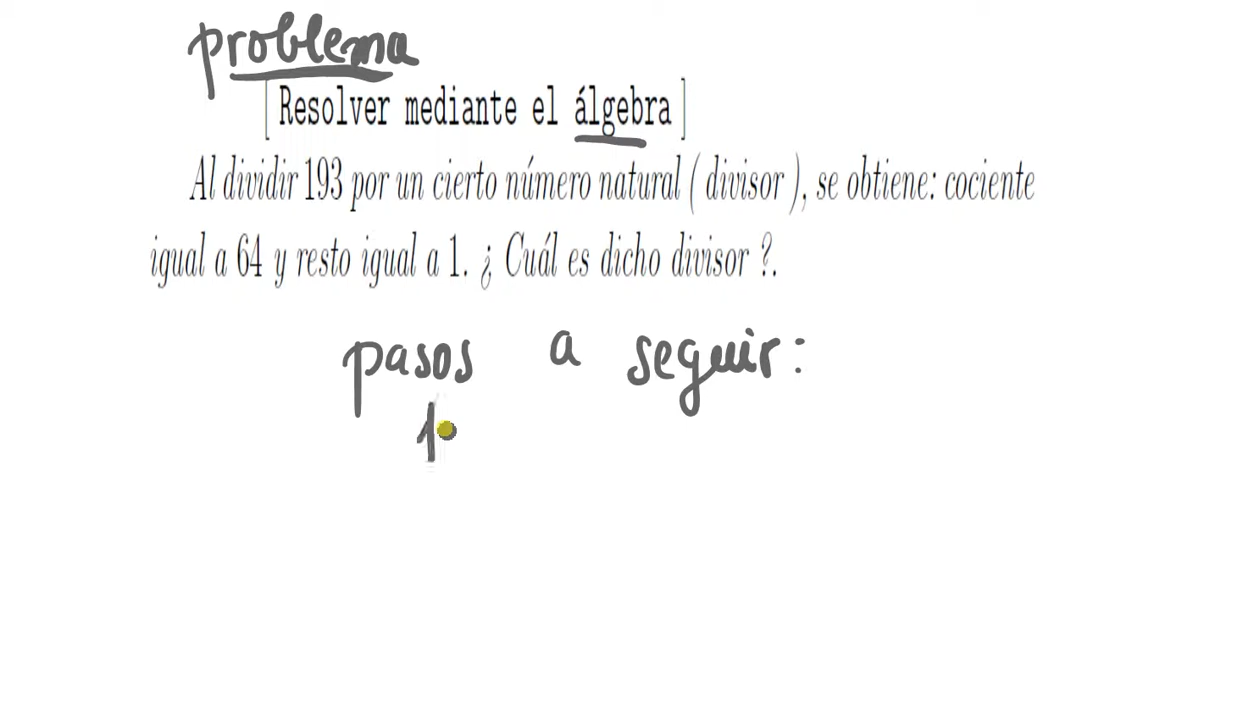 problema
[ Resolver mediante el álgebra ]
Al dividir 193 por un cierto número natural ( divisor ), se obtiene: cociente
igual a 64 y resto igual a 1. ¿ Cuál es dicho divisor ?.
pasos a seguir:
1